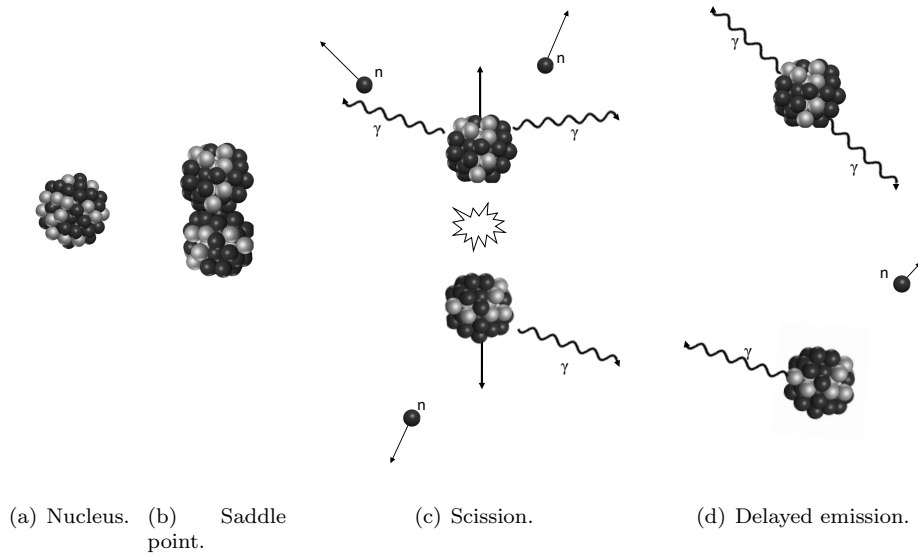 n
n
γ
γ
n
γ
γ
γ
n
γ
(a) Nucleus.
(b) Saddle
point.
(c) Scission.
(d) Delayed emission.